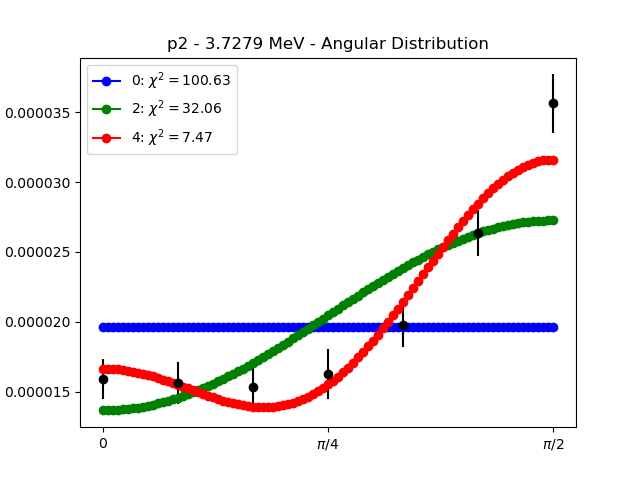 p2 - 3.7279 MeV - Angular Distribution
0: χ² = 100.63
2: χ² = 32.06
4: χ² = 7.47
0.000035
0.000030
0.000025
0.000020
0.000015
0 π/4 π/2